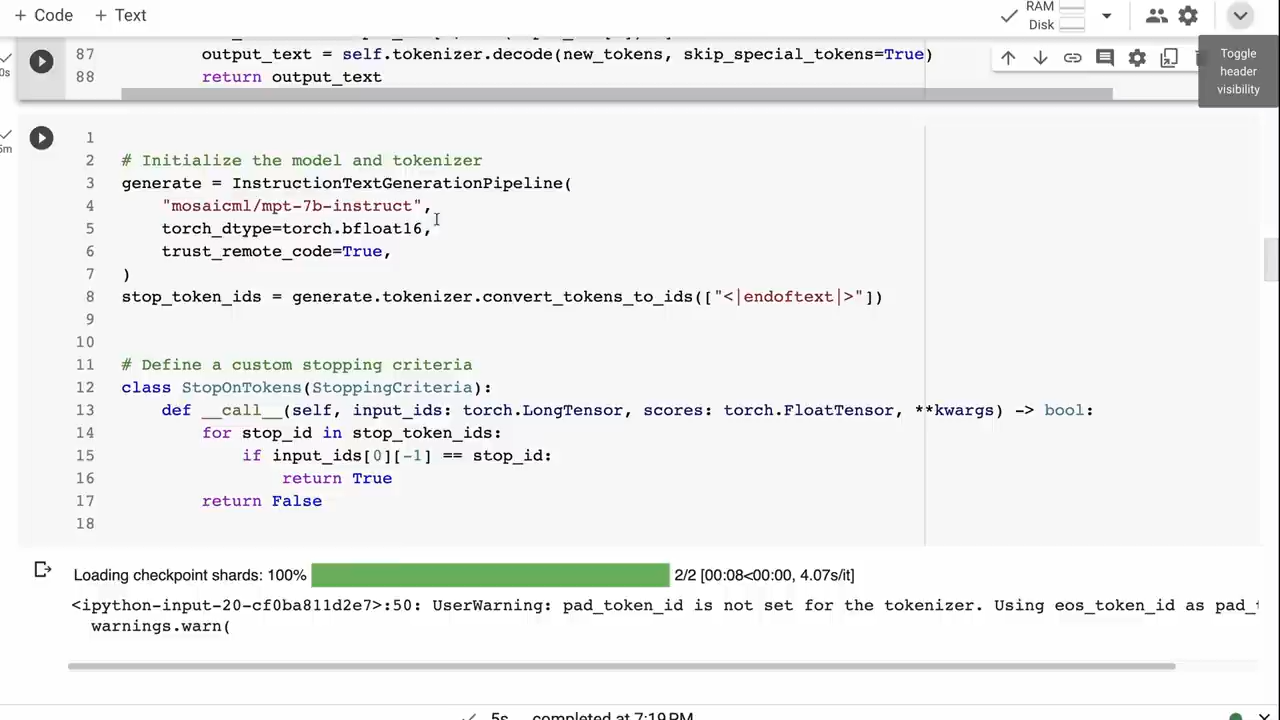 + Code + Text
RAM
Disk
Toggle
header
visibility
0s
87 output_text = self.tokenizer.decode(new_tokens, skip_special_tokens=True)
88 return output_text
5m
1
2 # Initialize the model and tokenizer
3 generate = InstructionTextGenerationPipeline(
4 "mosaicml/mpt-7b-instruct",
5 torch_dtype=torch.bfloat16,
6 trust_remote_code=True,
7 )
8 stop_token_ids = generate.tokenizer.convert_tokens_to_ids(["<|endoftext|>"])
9
10
11 # Define a custom stopping criteria
12 class StopOnTokens(StoppingCriteria):
13 def __call__(self, input_ids: torch.LongTensor, scores: torch.FloatTensor, **kwargs) -> bool:
14 for stop_id in stop_token_ids:
15 if input_ids[0][-1] == stop_id:
16 return True
17 return False
18
Loading checkpoint shards: 100% 2/2 [00:08<00:00, 4.07s/it]
<ipython-input-20-cf0ba811d2e7>:50: UserWarning: pad_token_id is not set for the tokenizer. Using eos_token_id as pad_t
warnings.warn(
5s completed at 7:19 PM